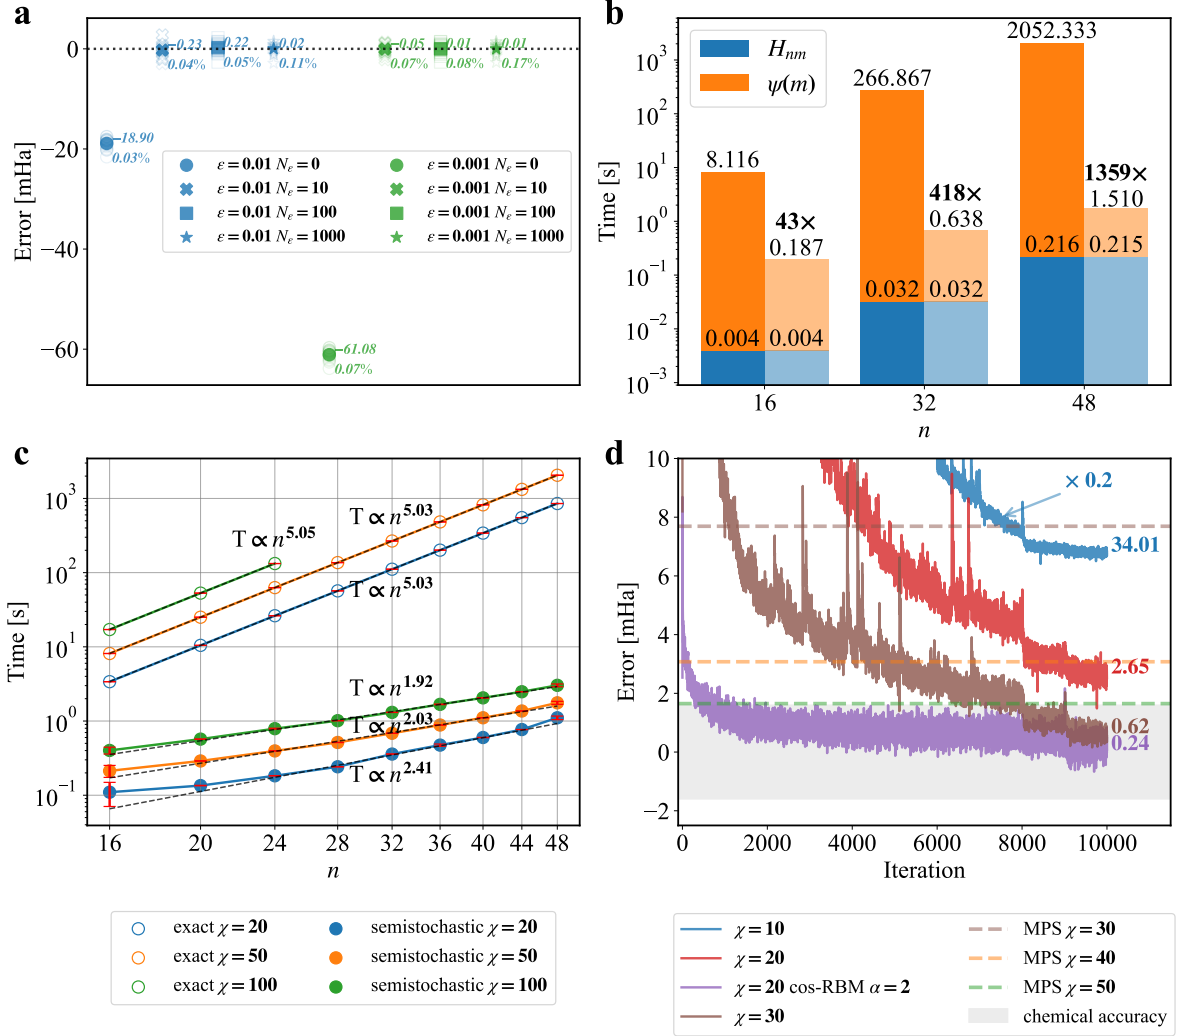 a
0
−20
−40
−60
Error [mHa]
−18.90
0.03%
−0.23
0.04%
0.22
0.05%
0.02
0.11%
−61.08
0.07%
−0.05
0.07%
0.01
0.08%
0.01
0.17%
ε = 0.01 Nε = 0
ε = 0.01 Nε = 10
ε = 0.01 Nε = 100
ε = 0.01 Nε = 1000
ε = 0.001 Nε = 0
ε = 0.001 Nε = 10
ε = 0.001 Nε = 100
ε = 0.001 Nε = 1000
b
10³
10²
10¹
10⁰
10⁻¹
10⁻²
10⁻³
Time [s]
Hnm
ψ(m)
8.116
43×
0.187
0.004 0.004
266.867
418×
0.638
0.032 0.032
2052.333
1359×
1.510
0.216 0.215
16 32 48
n
c
10³
10²
10¹
10⁰
10⁻¹
Time [s]
T ∝ n^5.05
T ∝ n^5.03
T ∝ n^5.03
T ∝ n^1.92
T ∝ n^2.03
T ∝ n^2.41
16 20 24 28 32 36 40 44 48
n
exact χ = 20
exact χ = 50
exact χ = 100
semistochastic χ = 20
semistochastic χ = 50
semistochastic χ = 100
d
10
8
6
4
2
0
−2
Error [mHa]
× 0.2
34.01
2.65
0.62
0.24
0 2000 4000 6000 8000 10000
Iteration
χ = 10
χ = 20
χ = 20 cos-RBM α = 2
χ = 30
MPS χ = 30
MPS χ = 40
MPS χ = 50
chemical accuracy